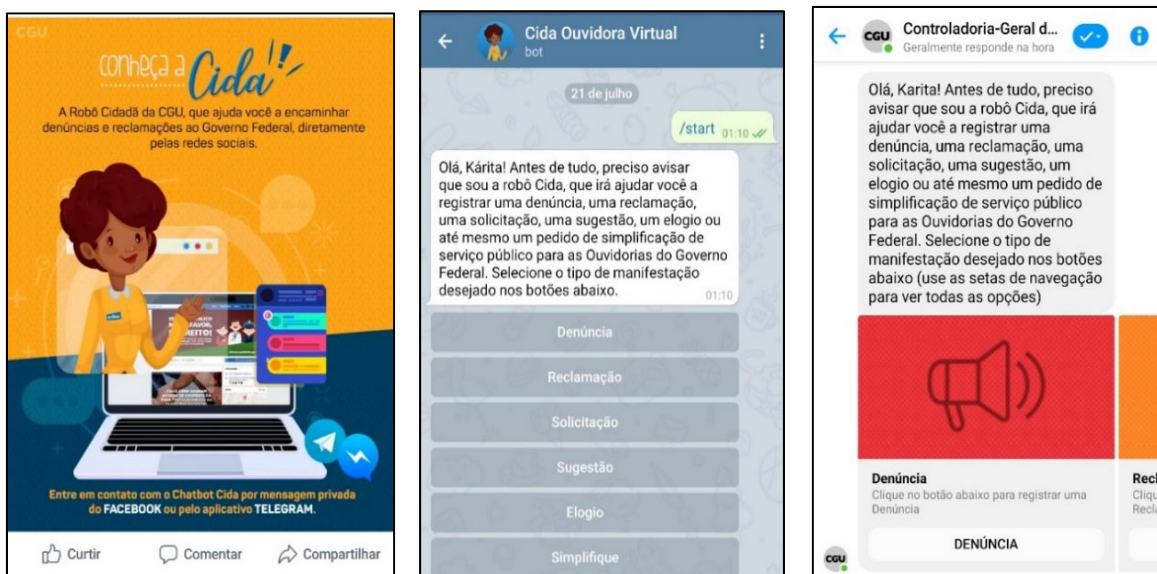 CGU
conheça a Cida!
A Robô Cidadã da CGU, que ajuda você a encaminhar
denúncias e reclamações ao Governo Federal, diretamente
pelas redes sociais.
Entre em contato com o Chatbot Cida por mensagem privada
do FACEBOOK ou pelo aplicativo TELEGRAM.
Curtir
Comentar
Compartilhar
Cida Ouvidora Virtual
bot
21 de julho
/start 01:10
Olá, Kárita! Antes de tudo, preciso avisar
que sou a robô Cida, que irá ajudar você a
registrar uma denúncia, uma reclamação,
uma solicitação, uma sugestão, um elogio ou
até mesmo um pedido de simplificação de
serviço público para as Ouvidorias do Governo
Federal. Selecione o tipo de manifestação
desejado nos botões abaixo. 01:10
Denúncia
Reclamação
Solicitação
Sugestão
Elogio
Simplifique
CGU
Controladoria-Geral d...
Geralmente responde na hora
Olá, Karita! Antes de tudo, preciso
avisar que sou a robô Cida, que irá
ajudar você a registrar uma
denúncia, uma reclamação, uma
solicitação, uma sugestão, um
elogio ou até mesmo um pedido de
simplificação de serviço público
para as Ouvidorias do Governo
Federal. Selecione o tipo de
manifestação desejado nos botões
abaixo (use as setas de navegação
para ver todas as opções)
Denúncia
Clique no botão abaixo para registrar uma
Denúncia
DENÚNCIA
Recl
Cliqu
Recla
CGU